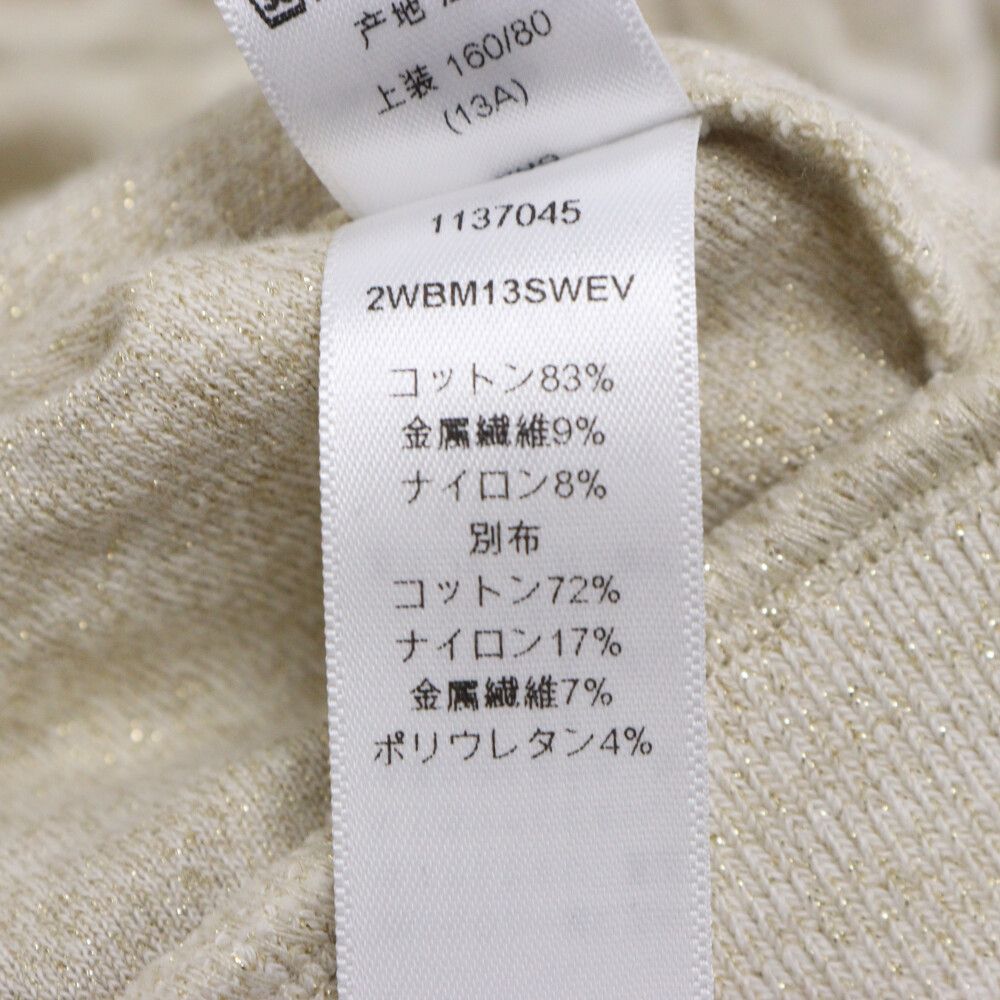 产地
上装 160/80
(13A)
1137045
2WBM13SWEV
コットン83%
金属繊維9%
ナイロン8%
別布
コットン72%
ナイロン17%
金属繊維7%
ポリウレタン4%